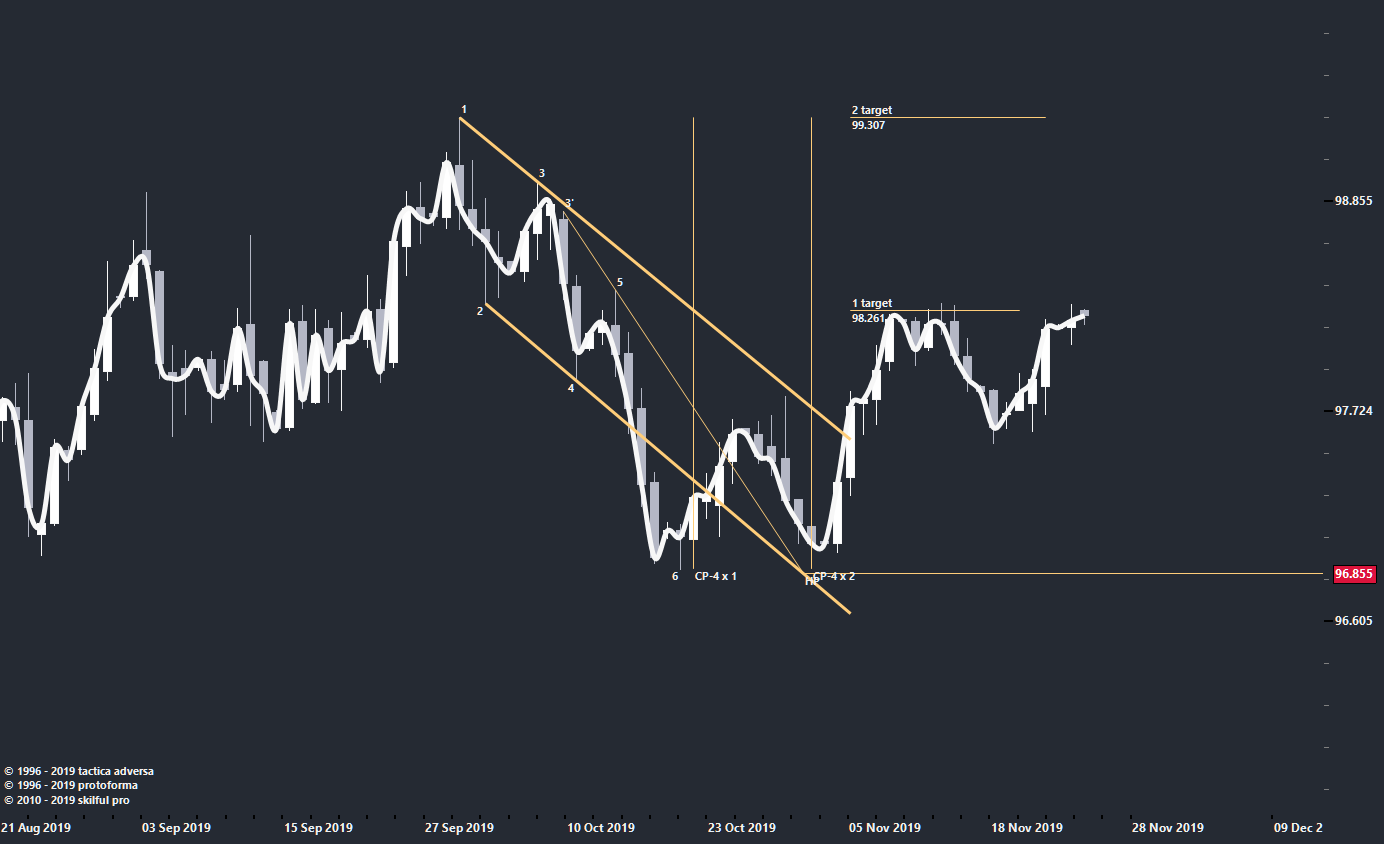 1
2 target
99.307
3
3'
98.855
5
2
1 target
98.261
4
97.724
6
CP-4 x 1
HP
CP-4 x 2
96.855
96.605
© 1996 - 2019 tactica adversa
© 1996 - 2019 protoforma
© 2010 - 2019 skilful pro
21 Aug 2019
03 Sep 2019
15 Sep 2019
27 Sep 2019
10 Oct 2019
23 Oct 2019
05 Nov 2019
18 Nov 2019
28 Nov 2019
09 Dec 2